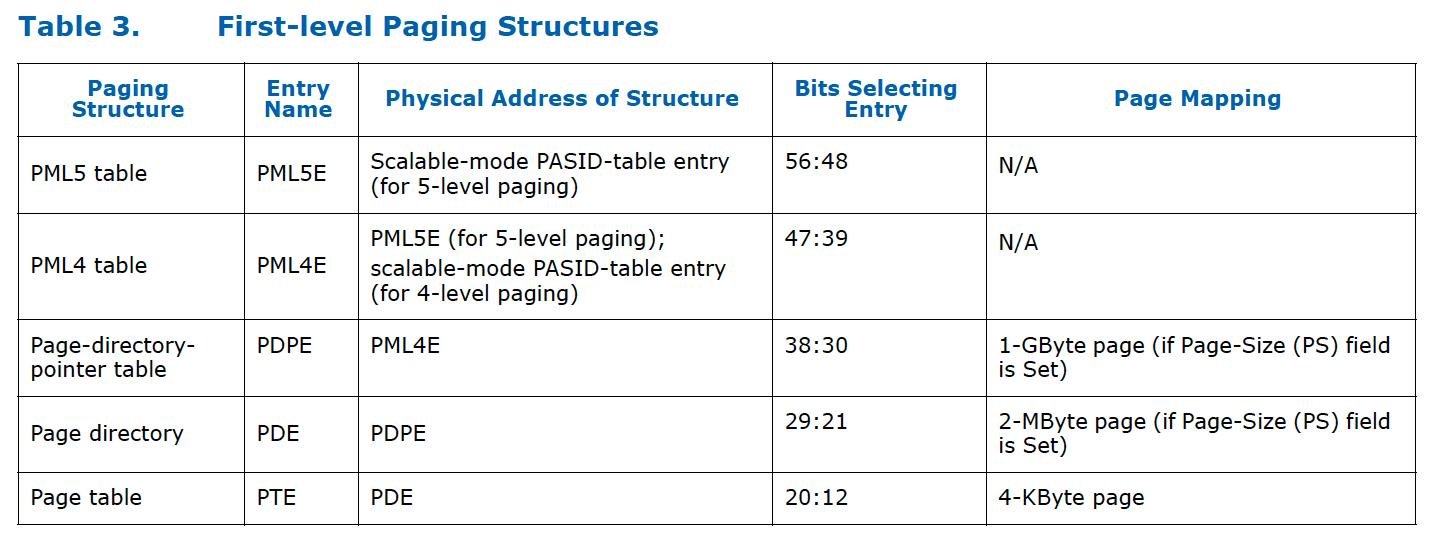 Table 3. First-level Paging Structures
Paging
Structure
Entry
Name
Physical Address of Structure
Bits Selecting
Entry
Page Mapping
PML5 table
PML5E
Scalable-mode PASID-table entry
(for 5-level paging)
56:48
N/A
PML4 table
PML4E
PML5E (for 5-level paging);
scalable-mode PASID-table entry
(for 4-level paging)
47:39
N/A
Page-directory-
pointer table
PDPE
PML4E
38:30
1-GByte page (if Page-Size (PS) field
is Set)
Page directory
PDE
PDPE
29:21
2-MByte page (if Page-Size (PS) field
is Set)
Page table
PTE
PDE
20:12
4-KByte page